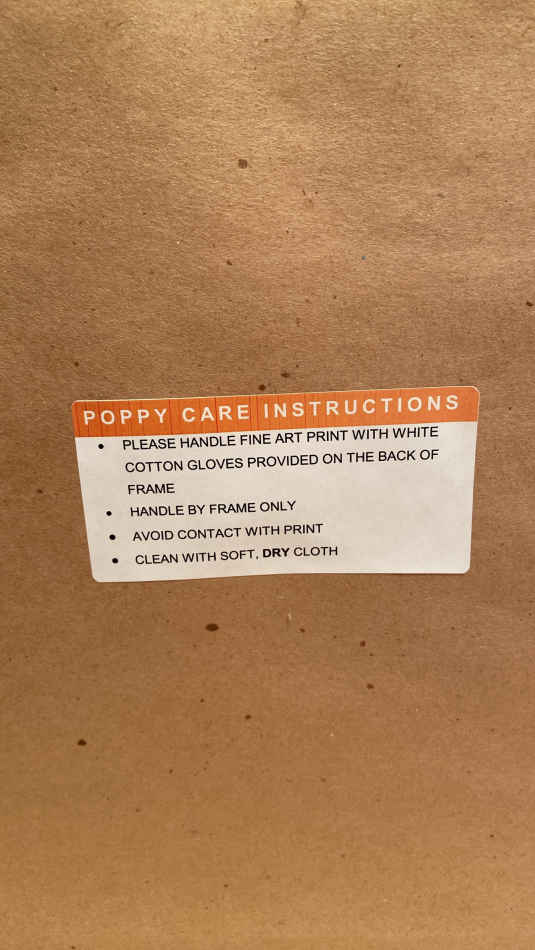 POPPY CARE INSTRUCTIONS
• PLEASE HANDLE FINE ART PRINT WITH WHITE
COTTON GLOVES PROVIDED ON THE BACK OF
FRAME
• HANDLE BY FRAME ONLY
• AVOID CONTACT WITH PRINT
• CLEAN WITH SOFT, DRY CLOTH